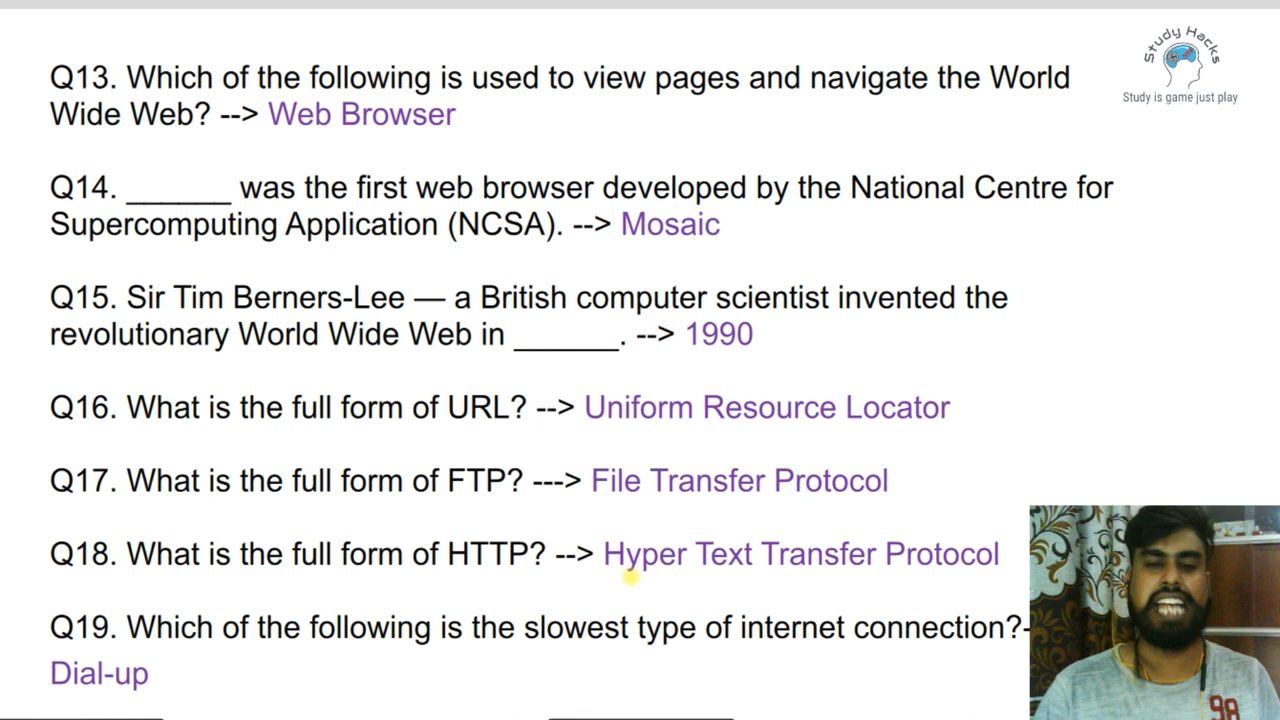 Study Hacks
Study is game just play
Q13. Which of the following is used to view pages and navigate the World
Wide Web? --> Web Browser
Q14. ______ was the first web browser developed by the National Centre for
Supercomputing Application (NCSA). --> Mosaic
Q15. Sir Tim Berners-Lee — a British computer scientist invented the
revolutionary World Wide Web in ______. --> 1990
Q16. What is the full form of URL? --> Uniform Resource Locator
Q17. What is the full form of FTP? ---> File Transfer Protocol
Q18. What is the full form of HTTP? --> Hyper Text Transfer Protocol
Q19. Which of the following is the slowest type of internet connection?-
Dial-up
98